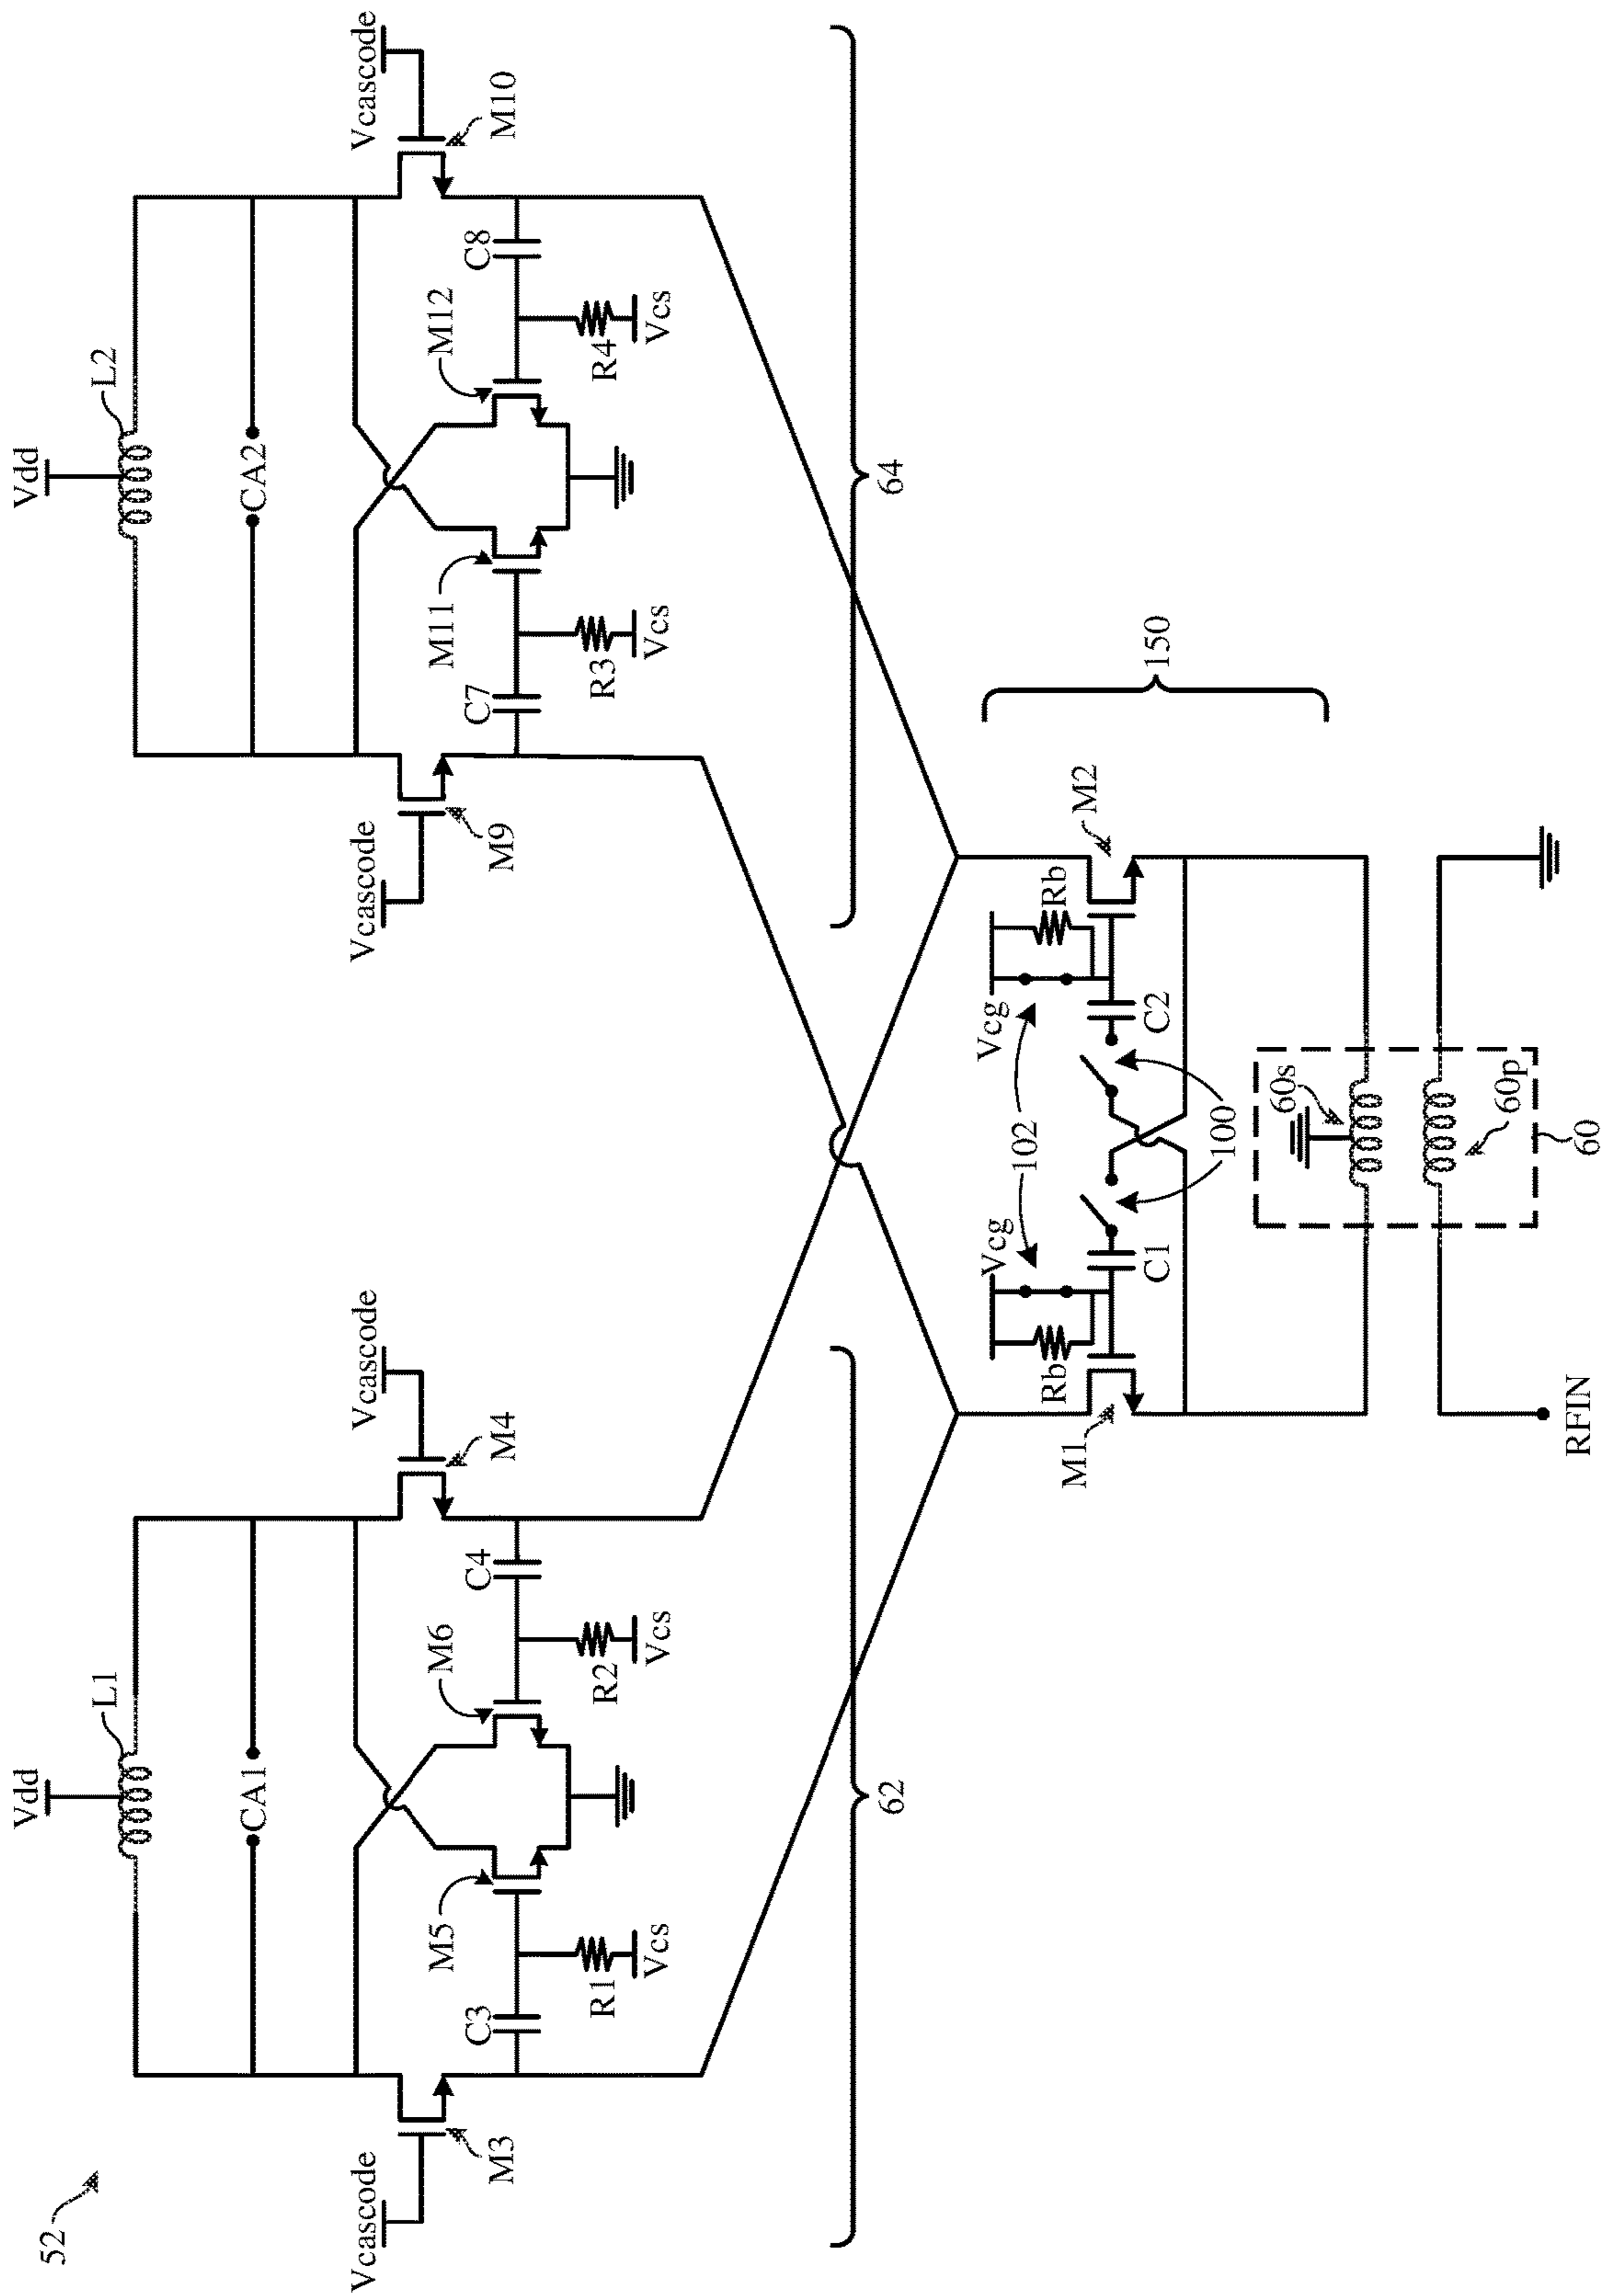 52
Vdd
L1
CA1
Vcascode
M3
Vcascode
M4
C3
M5
M6
C4
R1
Vcs
R2
Vcs
62
Vdd
L2
CA2
Vcascode
M9
Vcascode
M10
C7
M11
M12
C8
R3
Vcs
R4
Vcs
64
Vcg
102
Vcg
Rb
Rb
M1
C1
C2
M2
100
150
60s
60p
60
RFIN